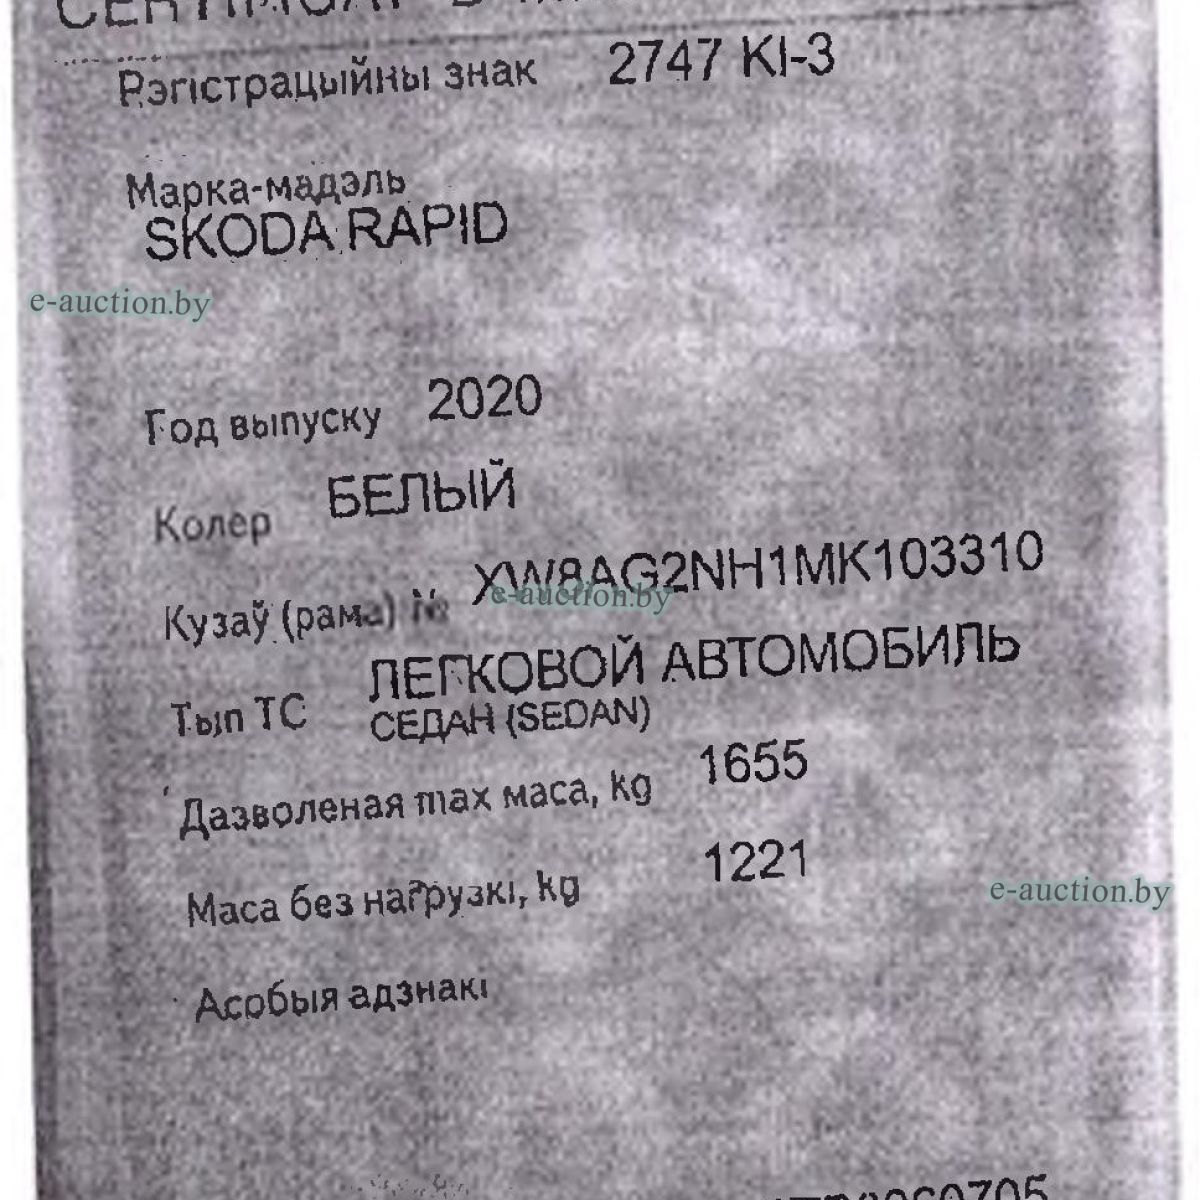 Рэгістрацыйны знак 2747 KI-3
Марка-мадэль
SKODA RAPID
e-auction.by
Год выпуску 2020
Колер БЕЛЫЙ
Кузаў (рама) № XW8AG2NH1MK103310
e-auction.by
Тып ТС ЛЕГКОВОЙ АВТОМОБИЛЬ
СЕДАН (SEDAN)
Дазволеная max маса, kg 1655
Маса без нагрузкі, kg 1221
e-auction.by
Асобыя адзнакі